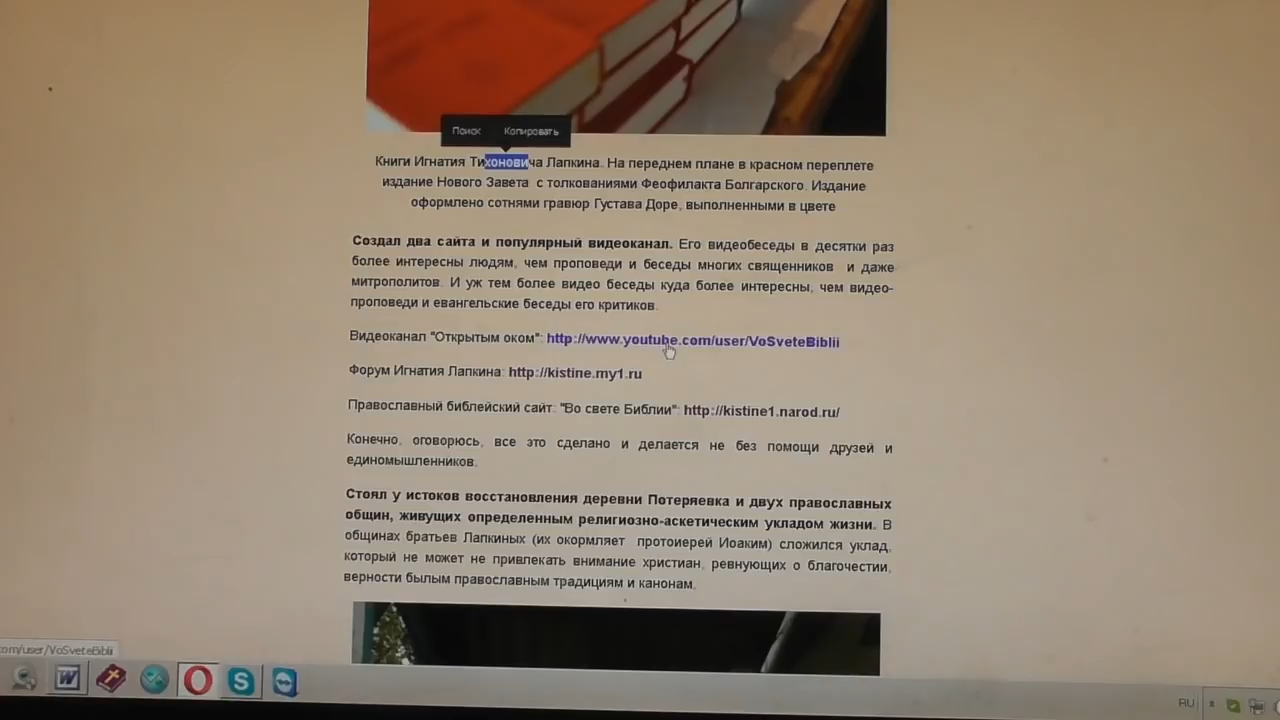 Поиск Копировать
Книги Игнатия Тихоновича Лапкина. На переднем плане в красном переплете
издание Нового Завета с толкованиями Феофилакта Болгарского. Издание
оформлено сотнями гравюр Густава Доре, выполненными в цвете
Создал два сайта и популярный видеоканал. Его видеобеседы в десятки раз
более интересны людям, чем проповеди и беседы многих священников и даже
митрополитов. И уж тем более видео беседы куда более интересны, чем видео-
проповеди и евангельские беседы его критиков.
Видеоканал "Открытым оком": http://www.youtube.com/user/VoSveteBiblii
Форум Игнатия Лапкина: http://kistine.my1.ru
Православный библейский сайт: "Во свете Библии": http://kistine1.narod.ru/
Конечно, оговорюсь, все это сделано и делается не без помощи друзей и
единомышленников.
Стоял у истоков восстановления деревни Потеряевка и двух православных
общин, живущих определенным религиозно-аскетическим укладом жизни. В
общинах братьев Лапкиных (их окормляет протоиерей Иоаким) сложился уклад,
который не может не привлекать внимание христиан, ревнующих о благочестии,
верности былым православным традициям и канонам.
com/user/VoSveteBiblii
RU